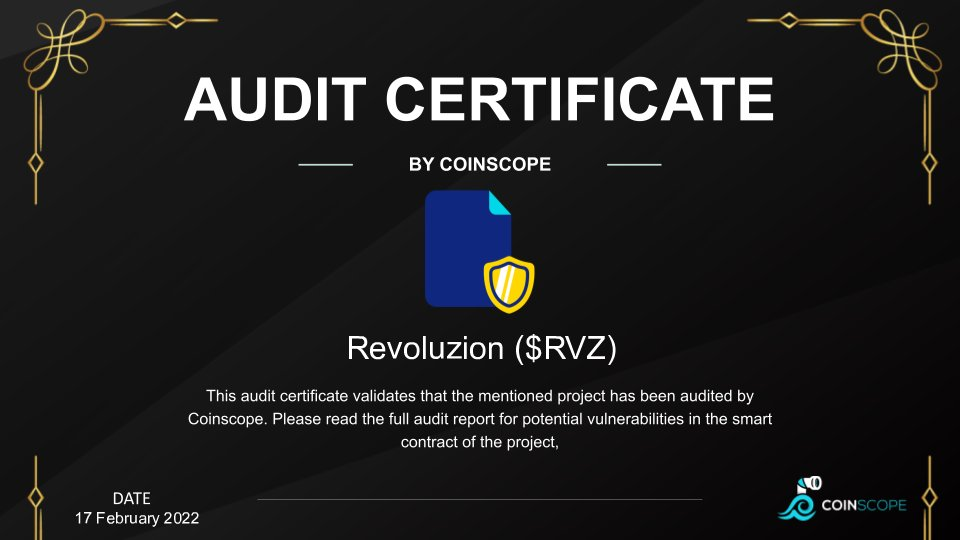 AUDIT CERTIFICATE
BY COINSCOPE
Revoluzion ($RVZ)
This audit certificate validates that the mentioned project has been audited by
Coinscope. Please read the full audit report for potential vulnerabilities in the smart
contract of the project,
DATE
17 February 2022
COINSCOPE